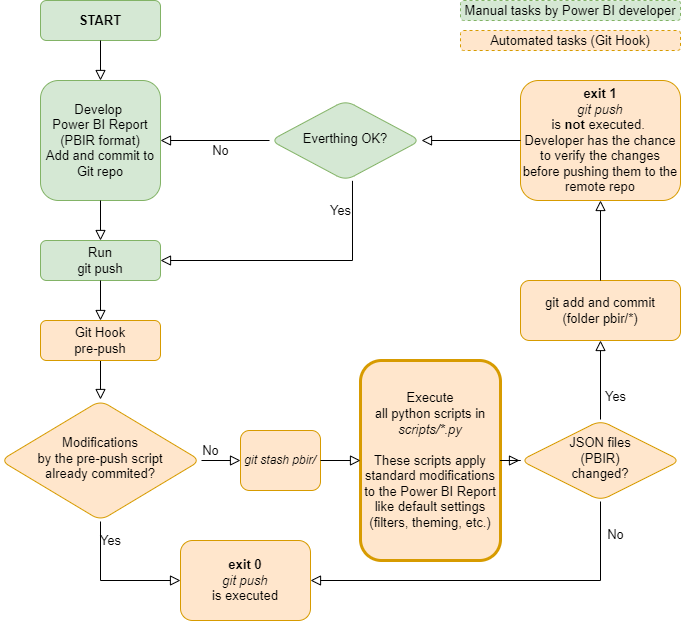 START
Manual tasks by Power BI developer
Automated tasks (Git Hook)
Develop
Power BI Report
(PBIR format)
Add and commit to
Git repo
No
Everthing OK?
Yes
exit 1
git push
is not executed.
Developer has the chance
to verify the changes
before pushing them to the
remote repo
Run
git push
git add and commit
(folder pbir/*)
Git Hook
pre-push
Yes
Modifications
by the pre-push script
already commited?
No
git stash pbir/
Execute
all python scripts in
scripts/*.py
These scripts apply
standard modifications
to the Power BI Report
like default settings
(filters, theming, etc.)
JSON files
(PBIR)
changed?
No
Yes
exit 0
git push
is executed